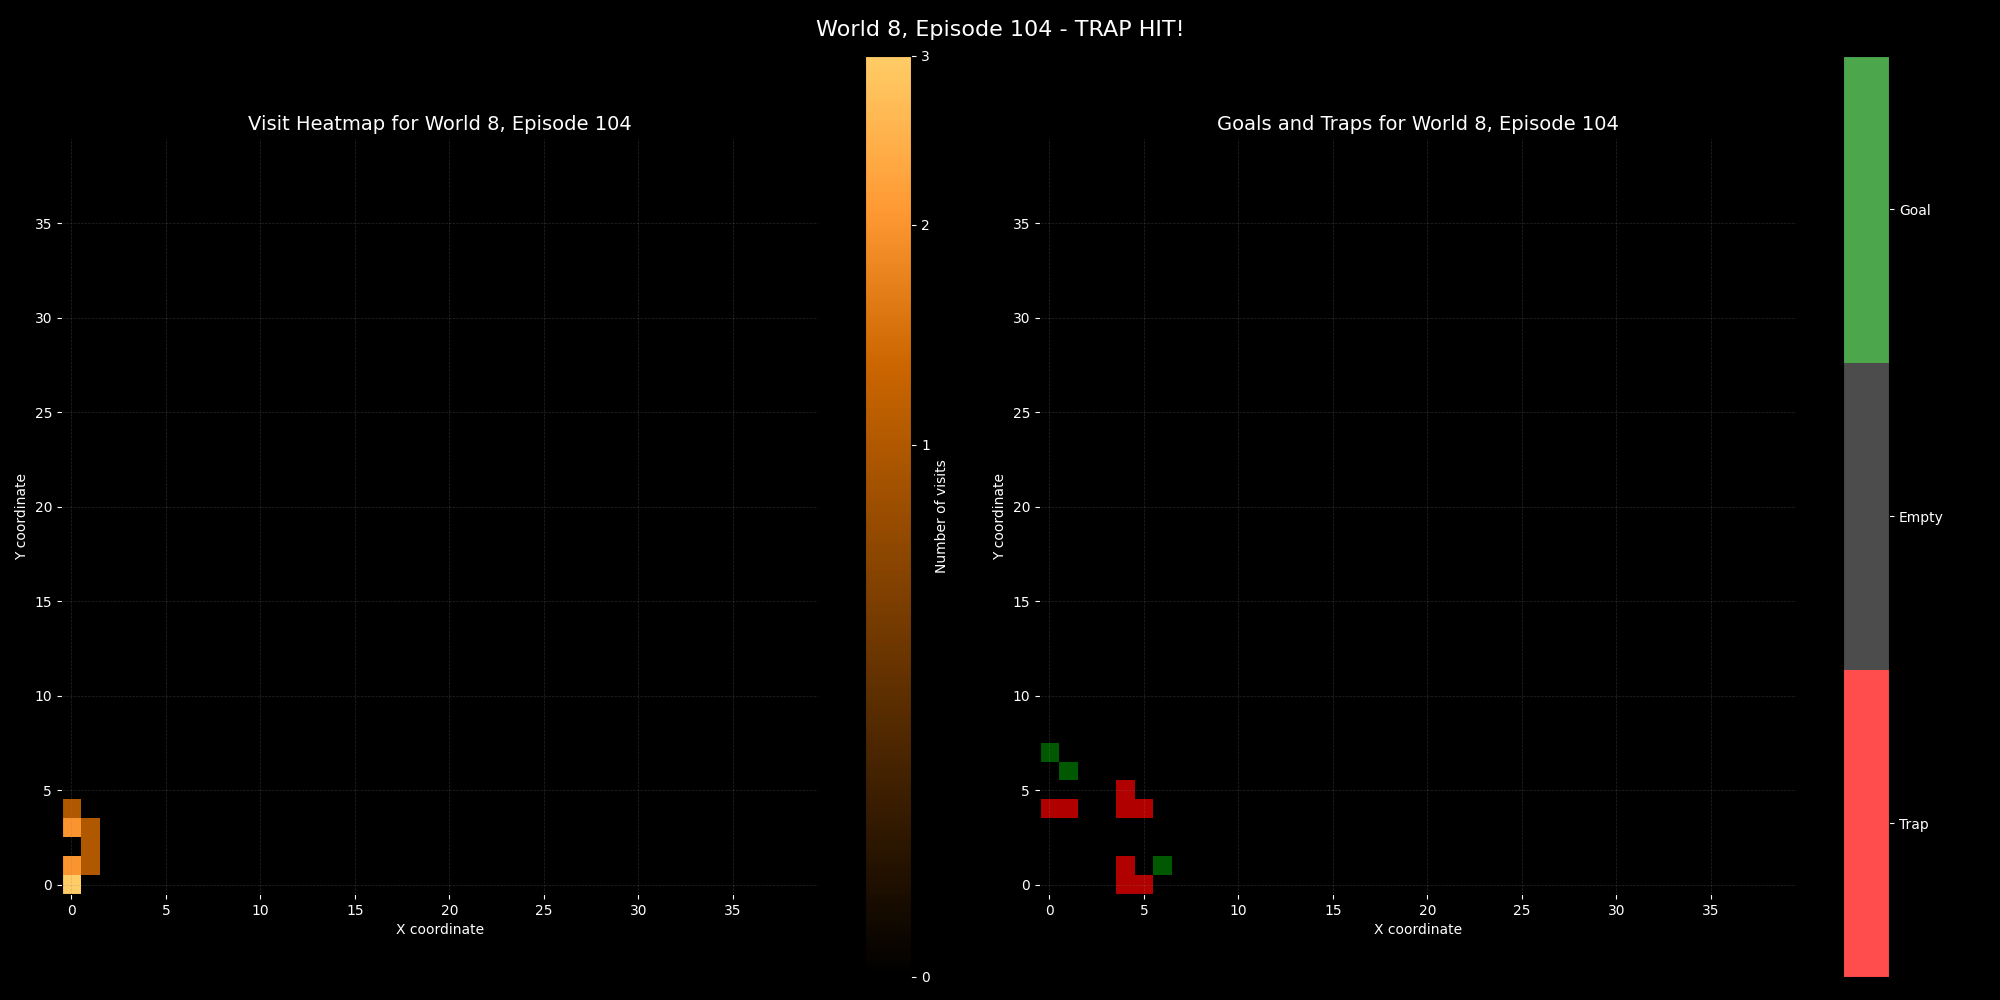 World 8, Episode 104 - TRAP HIT!
Visit Heatmap for World 8, Episode 104
Y coordinate
35
30
25
20
15
10
5
0
0 5 10 15 20 25 30 35
X coordinate
3
2
1
0
Number of visits
Goals and Traps for World 8, Episode 104
Y coordinate
35
30
25
20
15
10
5
0
0 5 10 15 20 25 30 35
X coordinate
Goal
Empty
Trap